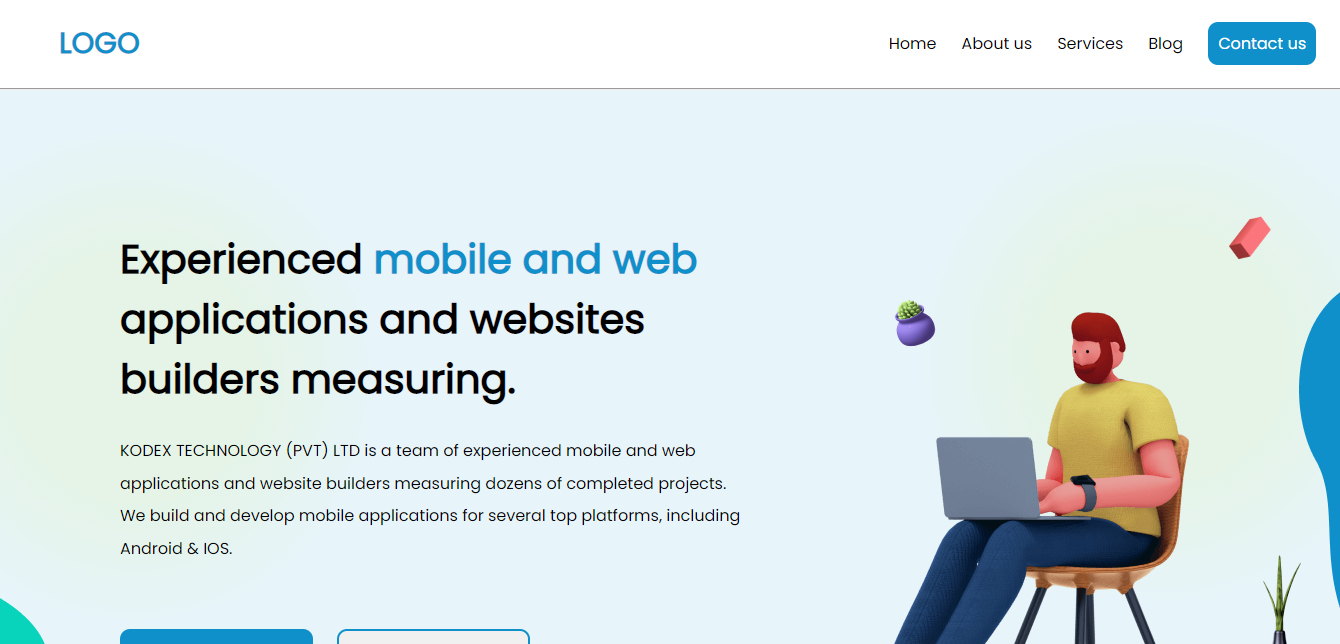 LOGO
Home About us Services Blog Contact us
Experienced mobile and web
applications and websites
builders measuring.
KODEX TECHNOLOGY (PVT) LTD is a team of experienced mobile and web
applications and website builders measuring dozens of completed projects.
We build and develop mobile applications for several top platforms, including
Android & IOS.